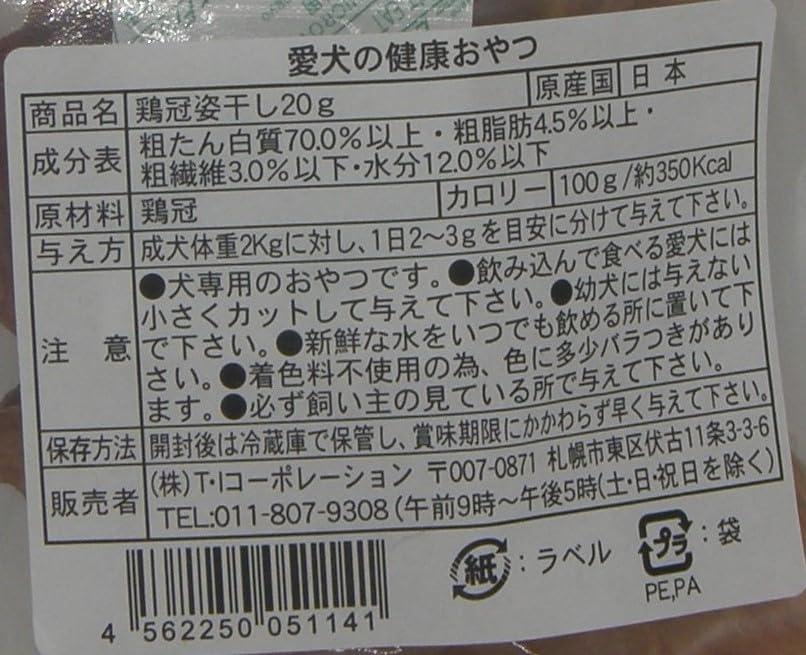 愛犬の健康おやつ
商品名 鶏冠姿干し20g 原産国 日本
成分表 粗たん白質70.0%以上・粗脂肪4.5%以上・
粗繊維3.0%以下・水分12.0%以下
原材料 鶏冠 カロリー 100g/約350Kcal
与え方 成犬体重2Kgに対し、1日2～3gを目安に分けて与えて下さい。
注意 ●犬専用のおやつです。●飲み込んで食べる愛犬には
小さくカットして与えて下さい。●幼犬には与えない
で下さい。●新鮮な水をいつでも飲める所に置いて下
さい。●着色料不使用の為、色に多少バラつきがあり
ます。●必ず飼い主の見ている所で与えて下さい。
保存方法 開封後は冷蔵庫で保管し、賞味期限にかかわらず早く与えて下さい。
販売者 (株)T・Iコーポレーション 〒007-0871 札幌市東区伏古11条3-3-6
TEL:011-807-9308(午前9時～午後5時(土・日・祝日を除く)
紙:ラベル プラ:袋
PE,PA
4 562250 051141